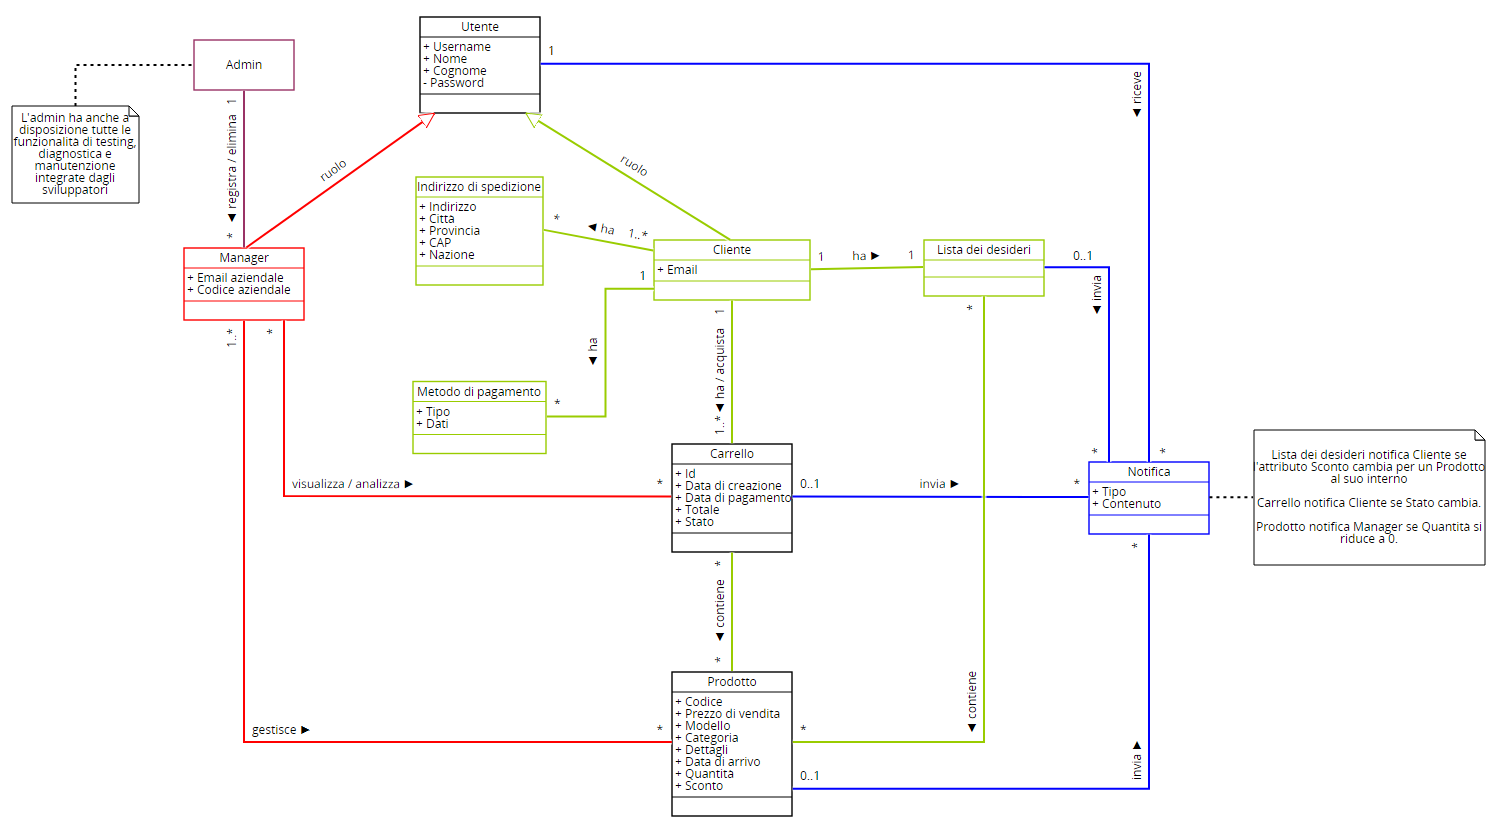 Utente
+ Username
+ Nome
+ Cognome
- Password
1
Admin
L'admin ha anche a
disposizione tutte le
funzionalità di testing,
diagnostica e
manutenzione
integrate dagli
sviluppatori
1
◀ registra / elimina
*
ruolo
ruolo
◀ riceve
Indirizzo di spedizione
+ Indirizzo
+ Città
+ Provincia
+ CAP
+ Nazione
*
◀ ha
1..*
Cliente
+ Email
1
ha ▶
1
Lista dei desideri
0..1
◀ invia
Manager
+ Email aziendale
+ Codice aziendale
1..*
*
1
◀ ha
1
◀ ha / acquista
1..*
*
Metodo di pagamento
+ Tipo
+ Dati
*
Carrello
+ Id
+ Data di creazione
+ Data di pagamento
+ Totale
+ Stato
visualizza / analizza ▶
*
0..1
invia ▶
*
*
*
Notifica
+ Tipo
+ Contenuto
*
Lista dei desideri notifica Cliente se
l'attributo Sconto cambia per un Prodotto
al suo interno
Carrello notifica Cliente se Stato cambia.
Prodotto notifica Manager se Quantità si
riduce a 0.
*
◀ contiene
*
◀ contiene
Prodotto
+ Codice
+ Prezzo di vendita
+ Modello
+ Categoria
+ Dettagli
+ Data di arrivo
+ Quantità
+ Sconto
gestisce ▶
*
*
0..1
invia ▶